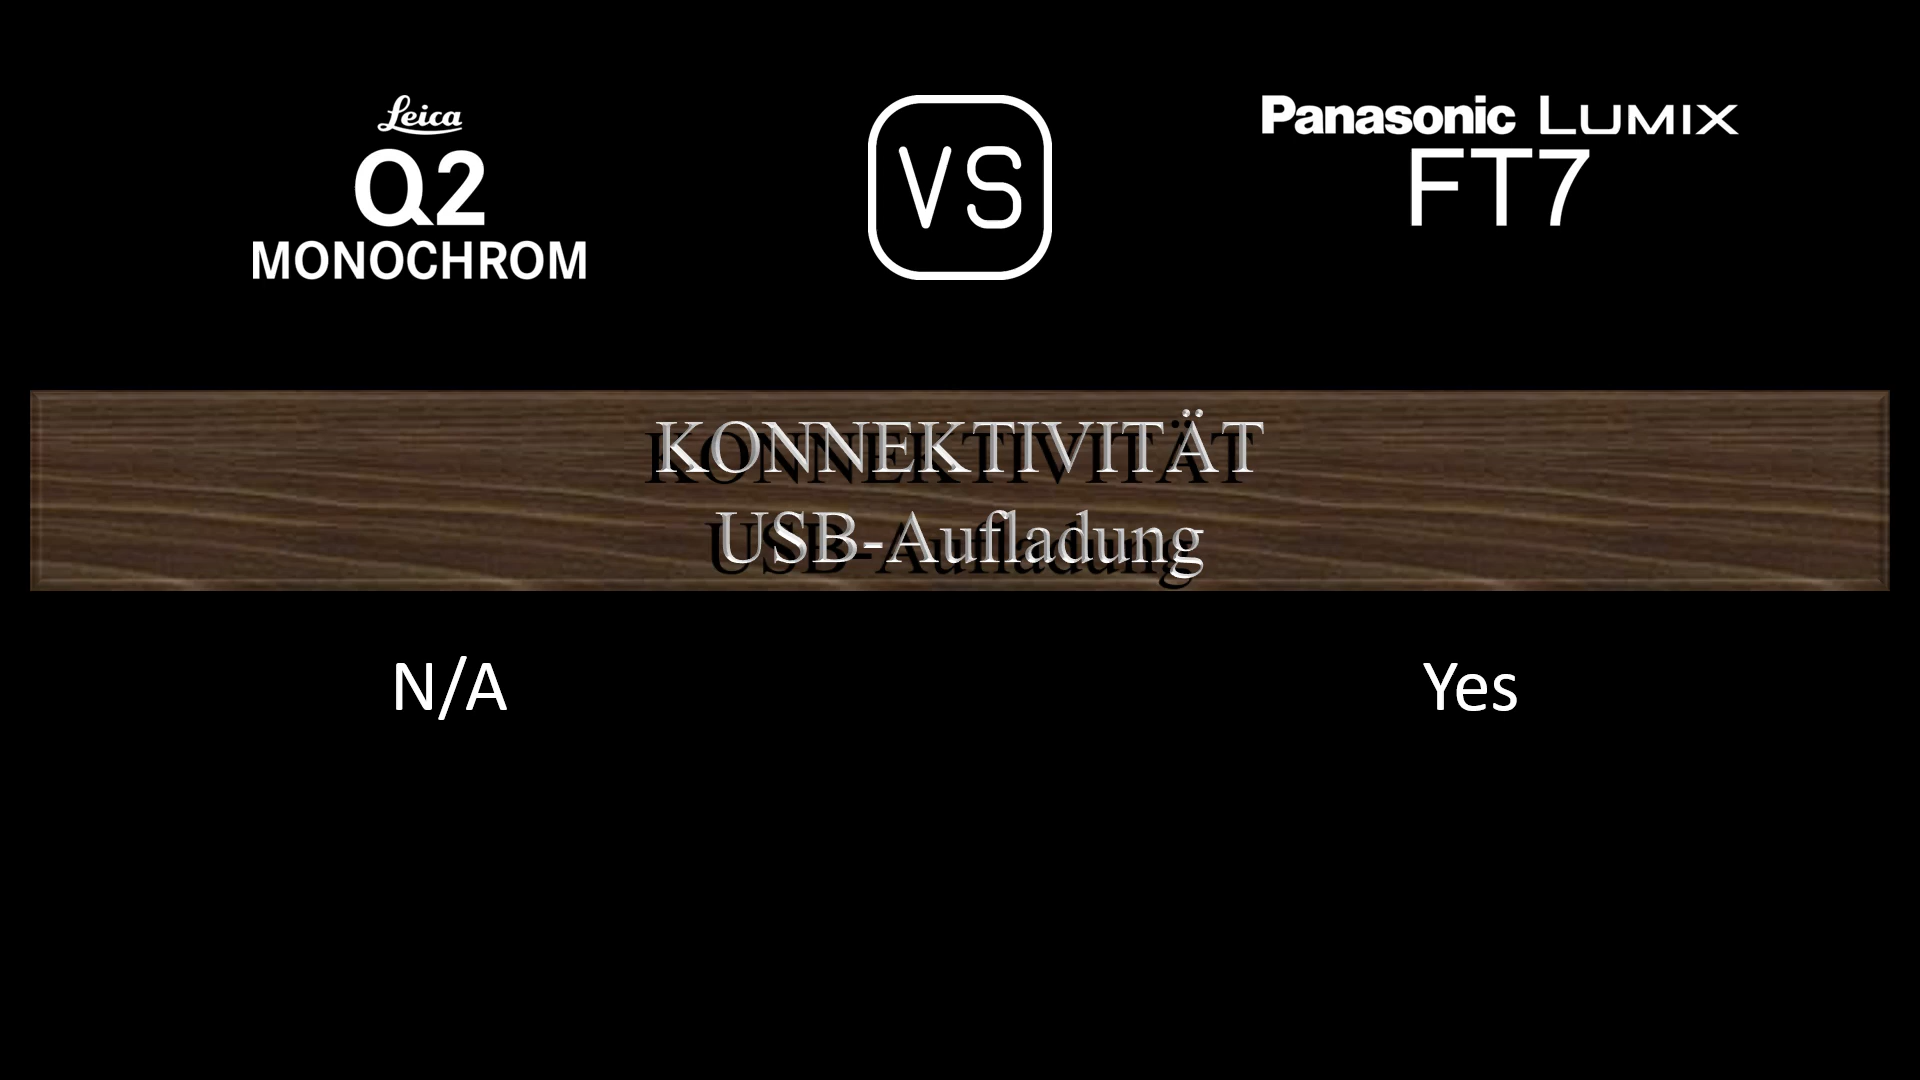 Leica
Q2
MONOCHROM
VS
Panasonic LUMIX
FT7
KONNEKTIVITÄT
USB-Aufladung
N/A
Yes